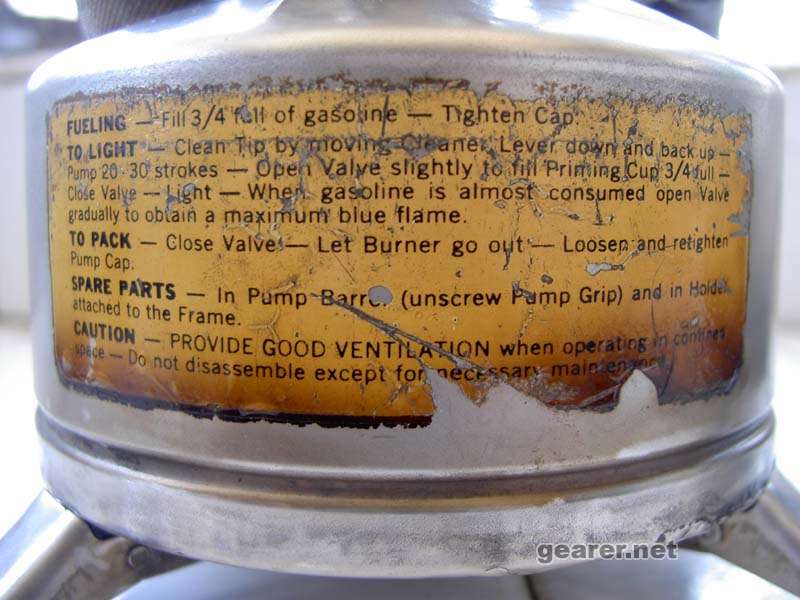 FUELING — Fill 3/4 full of gasoline — Tighten Cap.
TO LIGHT — Clean Tip by moving Cleaner Lever down and back up —
Pump 20-30 strokes — Open Valve slightly to fill Priming Cup 3/4 full —
Close Valve — Light — When gasoline is almost consumed open Valve
gradually to obtain a maximum blue flame.
TO PACK — Close Valve — Let Burner go out — Loosen and retighten
Pump Cap.
SPARE PARTS — In Pump Barrel (unscrew Pump Grip) and in Holder
attached to the Frame.
CAUTION — PROVIDE GOOD VENTILATION when operating in confined
space — Do not disassemble except for necessary maintenance.
gearer.net